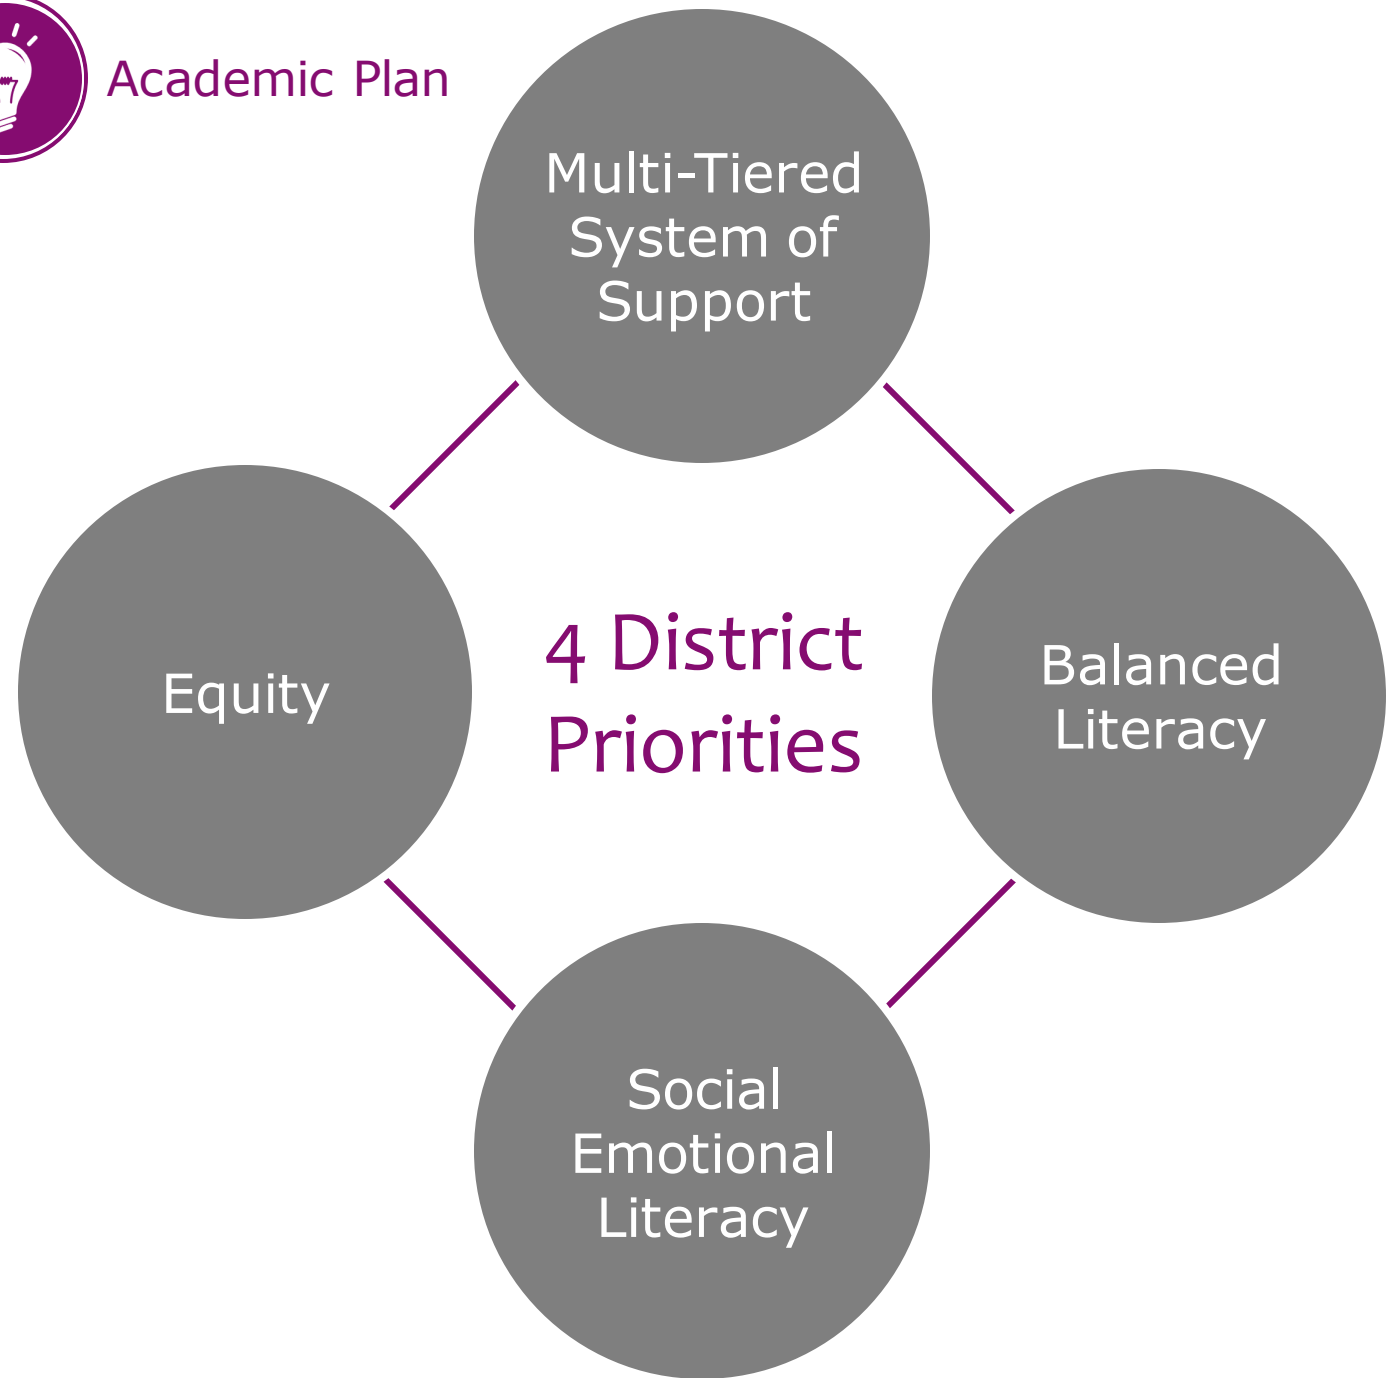 Academic Plan
Multi-Tiered
System of
Support
Equity
4 District
Priorities
Balanced
Literacy
Social
Emotional
Literacy